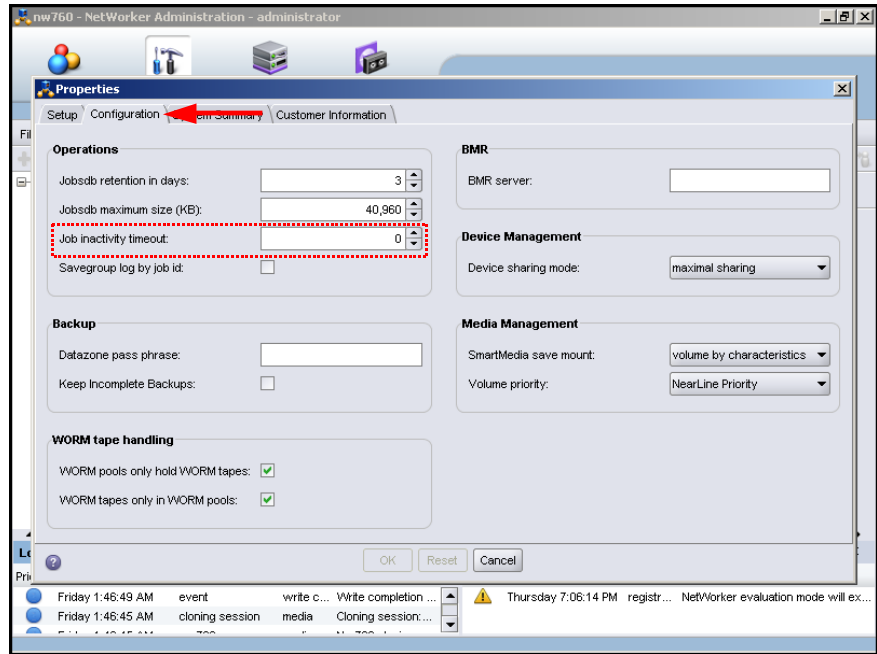 nw760 - NetWorker Administration - administrator
Properties
Setup Configuration Summary Customer Information
Fil
Operations
Jobsdb retention in days: 3
Jobsdb maximum size (KB): 40,960
Job inactivity timeout: 0
Savegroup log by job id:
BMR
BMR server:
Device Management
Device sharing mode: maximal sharing
Backup
Datazone pass phrase:
Keep Incomplete Backups:
Media Management
SmartMedia save mount: volume by characteristics
Volume priority: NearLine Priority
WORM tape handling
WORM pools only hold WORM tapes:
WORM tapes only in WORM pools:
OK Reset Cancel
Pri
Friday 1:46:49 AM event write c... Write completion ...
Friday 1:46:45 AM cloning session media Cloning session:...
Thursday 7:06:14 PM registr... NetWorker evaluation mode will ex...